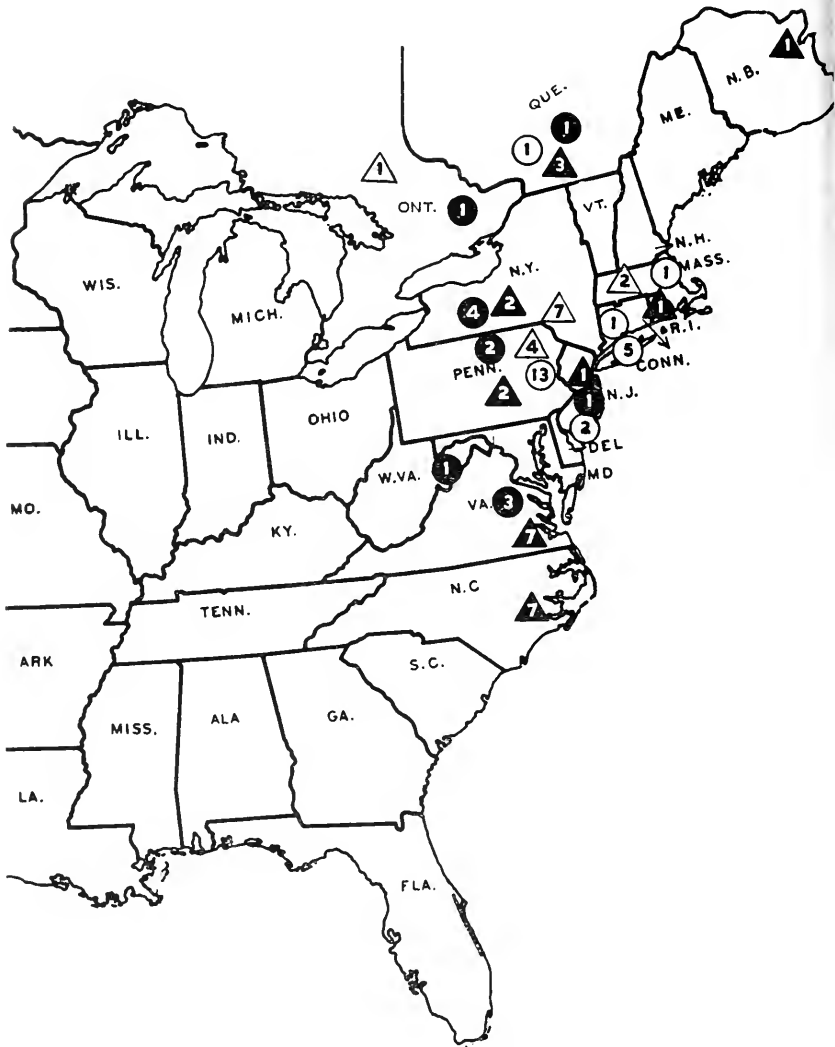 1
N.B.
QUE.
1
1
3
ME.
1
ONT.
1
VT.
N.H.
MASS.
1
2
N.Y.
WIS.
MICH.
4
2
7
1
1
R.I.
5
CONN.
2
4
PENN.
13
2
1
1
N.J.
2
DEL
MD
ILL.
IND.
OHIO
W.VA.
1
VA.
3
7
MO.
KY.
TENN.
N.C
7
ARK
S.C.
MISS.
ALA
GA.
LA.
FLA.